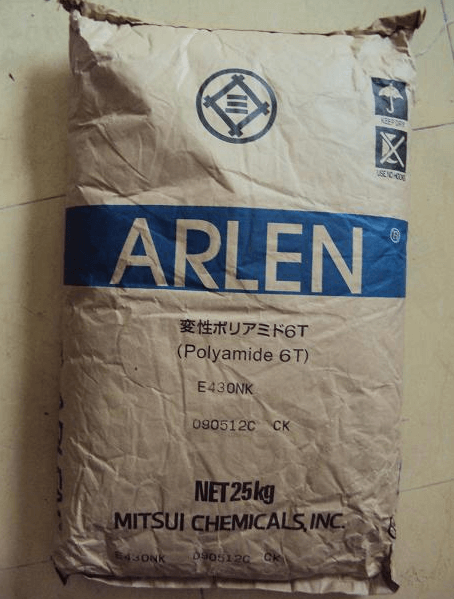 KEEP DRY
USE NO HOOKS
ARLEN ®
変性ポリアミド6T
(Polyamide 6T)
E430NK
090512C CK
NET25kg
MITSUI CHEMICALS, INC.
E430NK 090512C CK